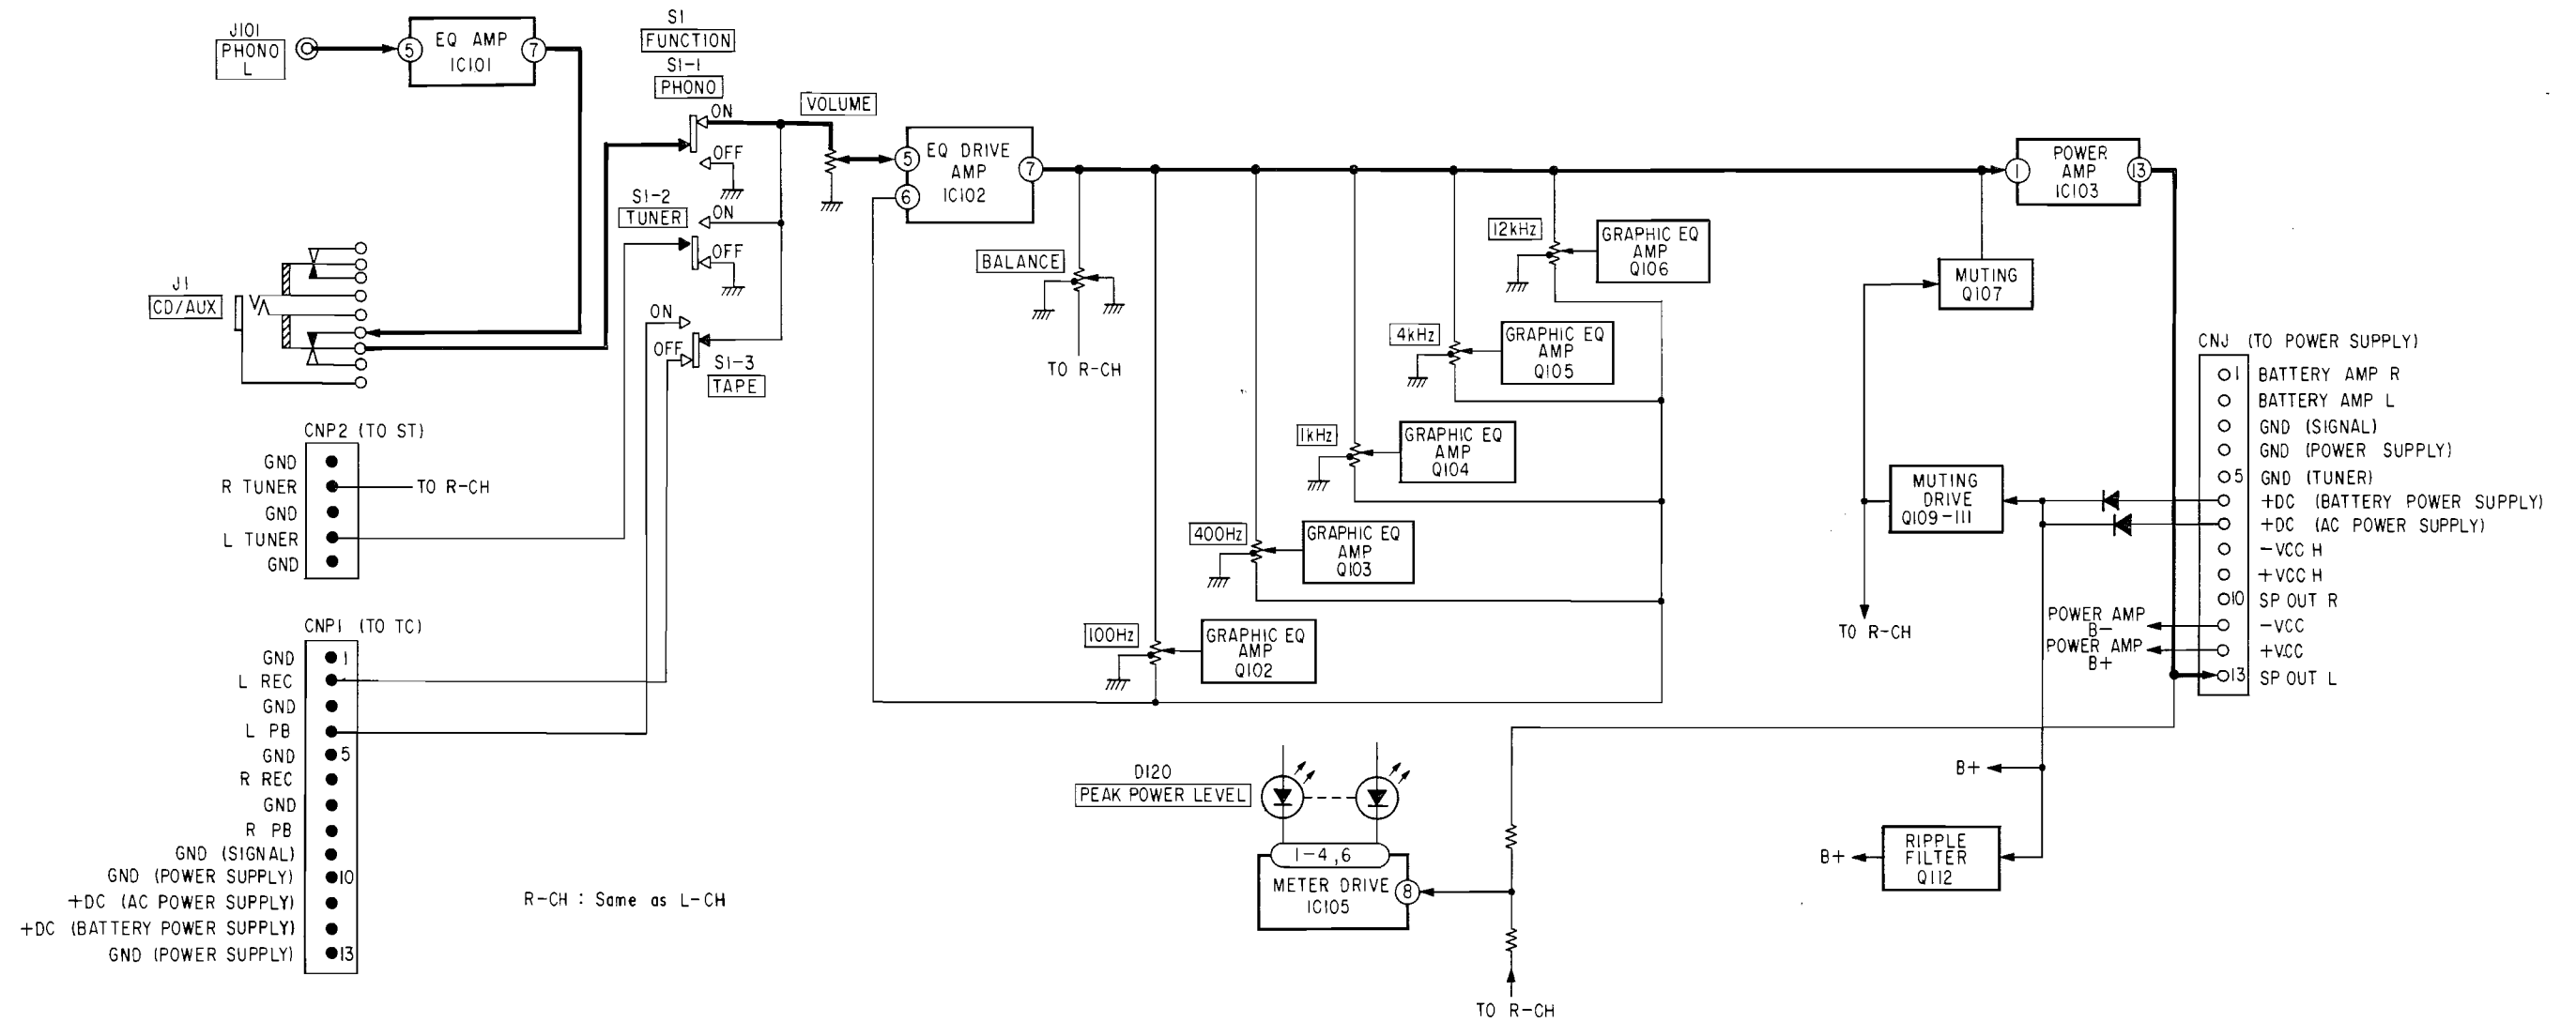 J101
PHONO
L
5
EQ AMP
IC101
7
S1
FUNCTION
S1-1
PHONO
ON
OFF
S1-2
TUNER
ON
OFF
ON
OFF
S1-3
TAPE
VOLUME
J1
CD/AUX
5
6
EQ DRIVE
AMP
IC102
7
BALANCE
TO R-CH
12kHz
GRAPHIC EQ
AMP
Q106
4kHz
GRAPHIC EQ
AMP
Q105
1kHz
GRAPHIC EQ
AMP
Q104
400Hz
GRAPHIC EQ
AMP
Q103
100Hz
GRAPHIC EQ
AMP
Q102
1
POWER
AMP
IC103
13
MUTING
Q107
MUTING
DRIVE
Q109-111
TO R-CH
CNJ (TO POWER SUPPLY)
1 BATTERY AMP R
BATTERY AMP L
GND (SIGNAL)
GND (POWER SUPPLY)
5 GND (TUNER)
+DC (BATTERY POWER SUPPLY)
+DC (AC POWER SUPPLY)
-VCC H
+VCC H
10 SP OUT R
-VCC
+VCC
13 SP OUT L
POWER AMP
B-
POWER AMP
B+
CNP2 (TO ST)
GND
R TUNER
TO R-CH
GND
L TUNER
GND
CNP1 (TO TC)
GND 1
L REC
GND
L PB
GND 5
R REC
GND
R PB
GND (SIGNAL)
GND (POWER SUPPLY) 10
+DC (AC POWER SUPPLY)
+DC (BATTERY POWER SUPPLY)
GND (POWER SUPPLY) 13
R-CH : Same as L-CH
D120
PEAK POWER LEVEL
1-4,6
METER DRIVE
IC105
8
TO R-CH
B+
B+
RIPPLE
FILTER
Q112